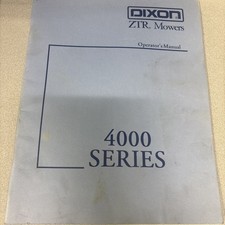 DIXON
ZTR. Mowers
Operator's Manual
4000
SERIES